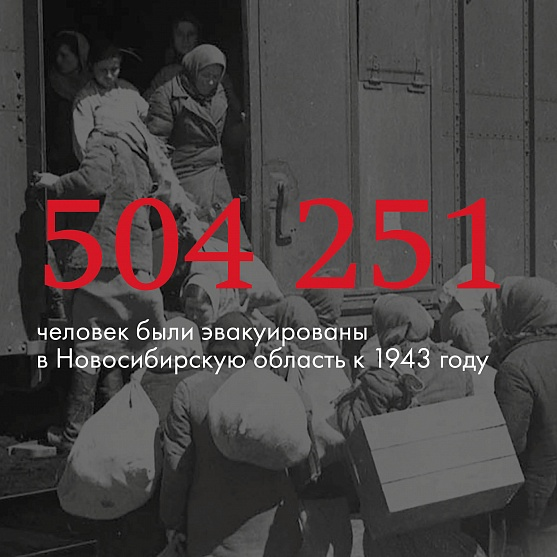 504 251
человек были эвакуированы
в Новосибирскую область к 1943 году